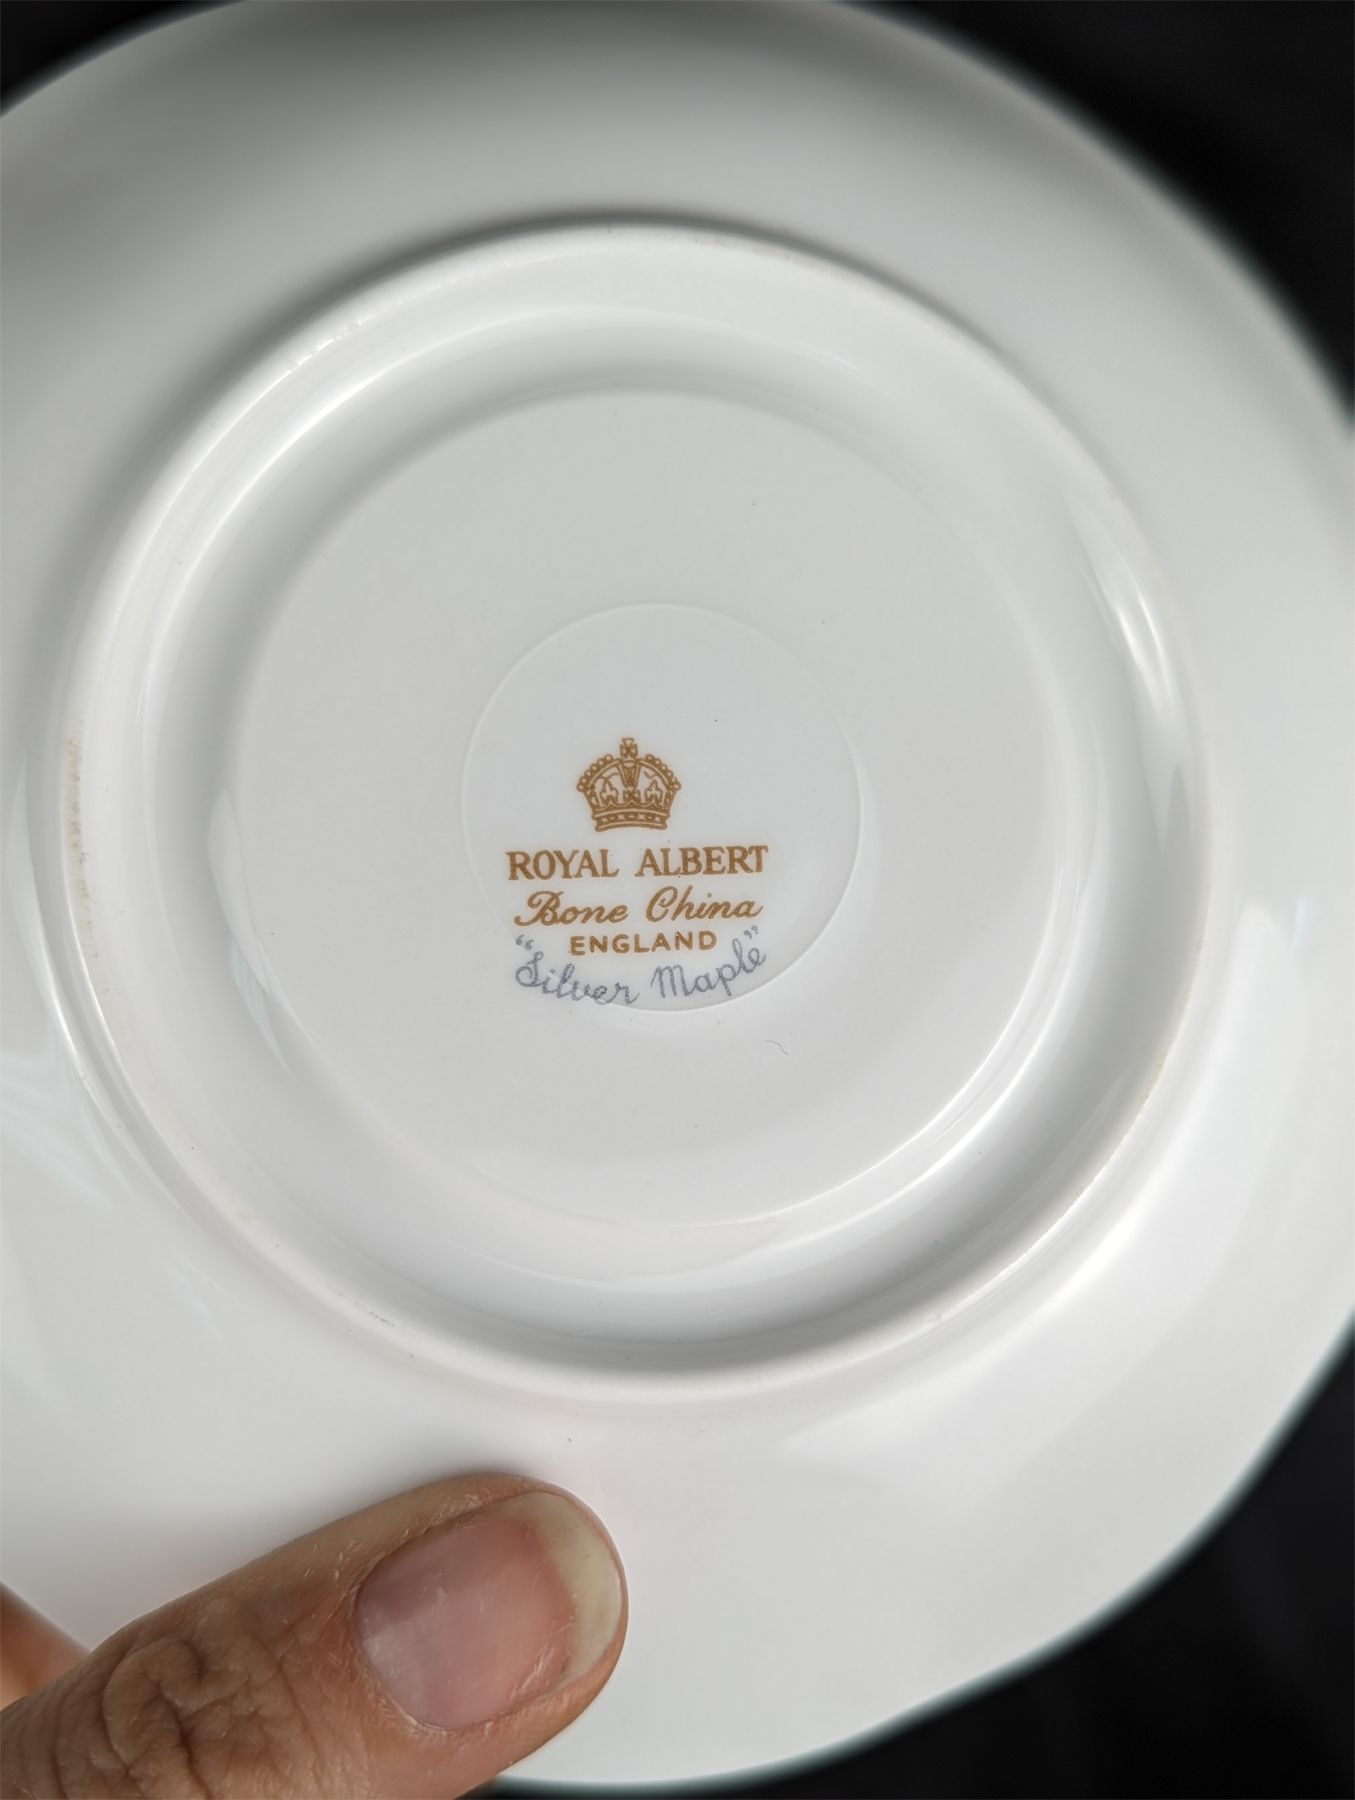 ROYAL ALBERT
Bone China
ENGLAND
"Silver Maple"